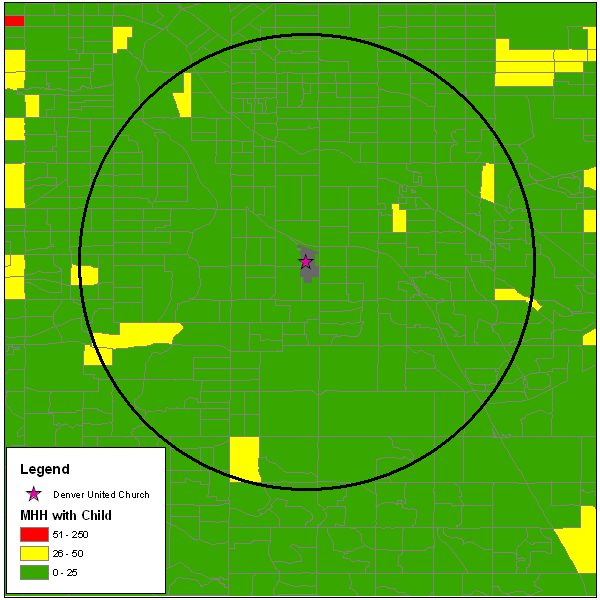 Legend
Denver United Church
MHH with Child
51 - 250
26 - 50
0 - 25